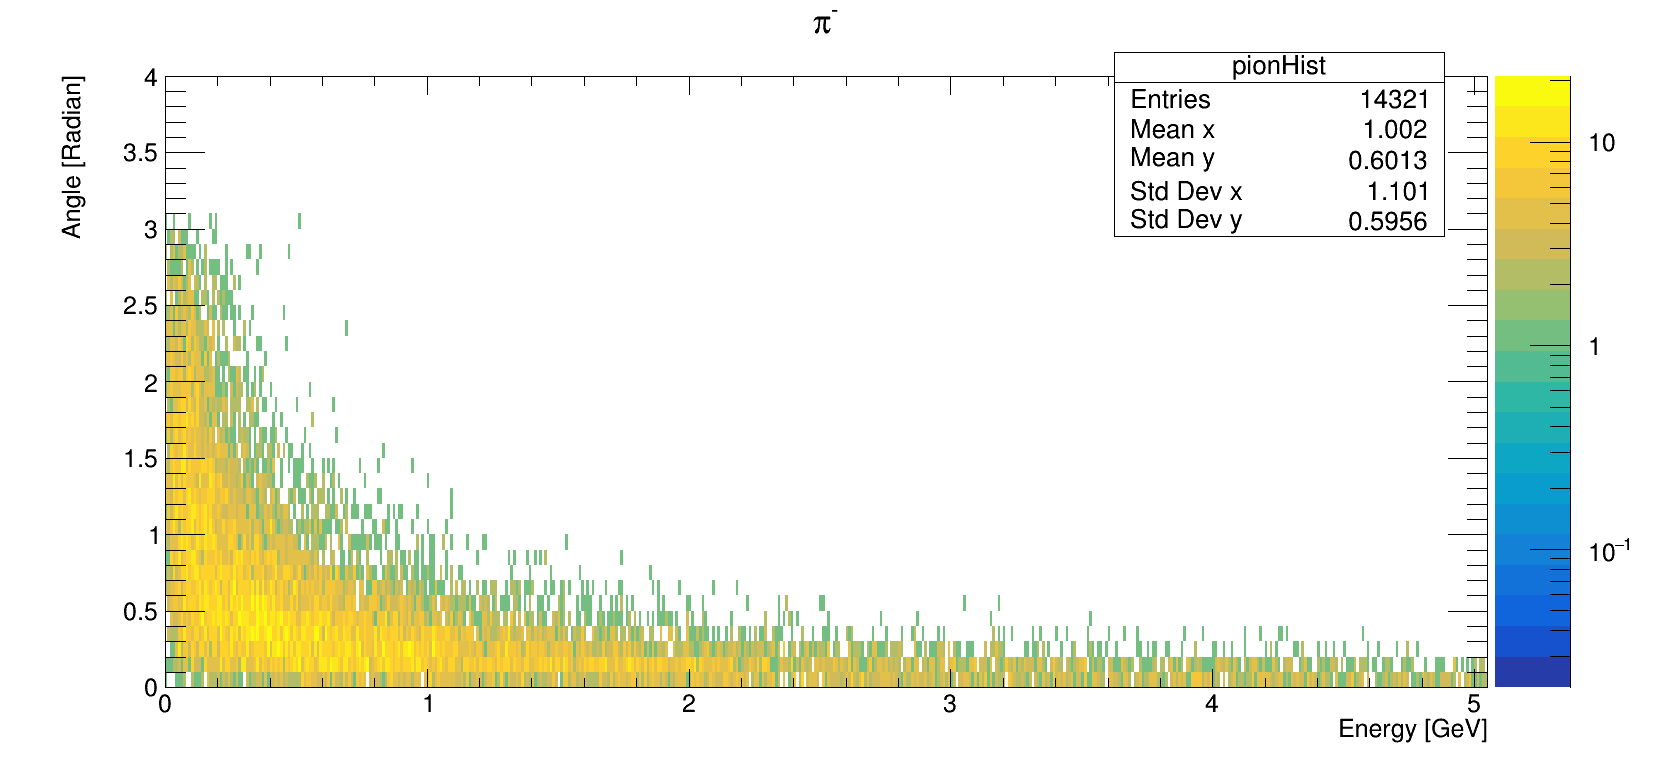 π⁻
pionHist
Entries 14321
Mean x 1.002
Mean y 0.6013
Std Dev x 1.101
Std Dev y 0.5956
Angle [Radian]
4
3.5
3
2.5
2
1.5
1
0.5
0
0 1 2 3 4 5
Energy [GeV]
10
1
10⁻¹